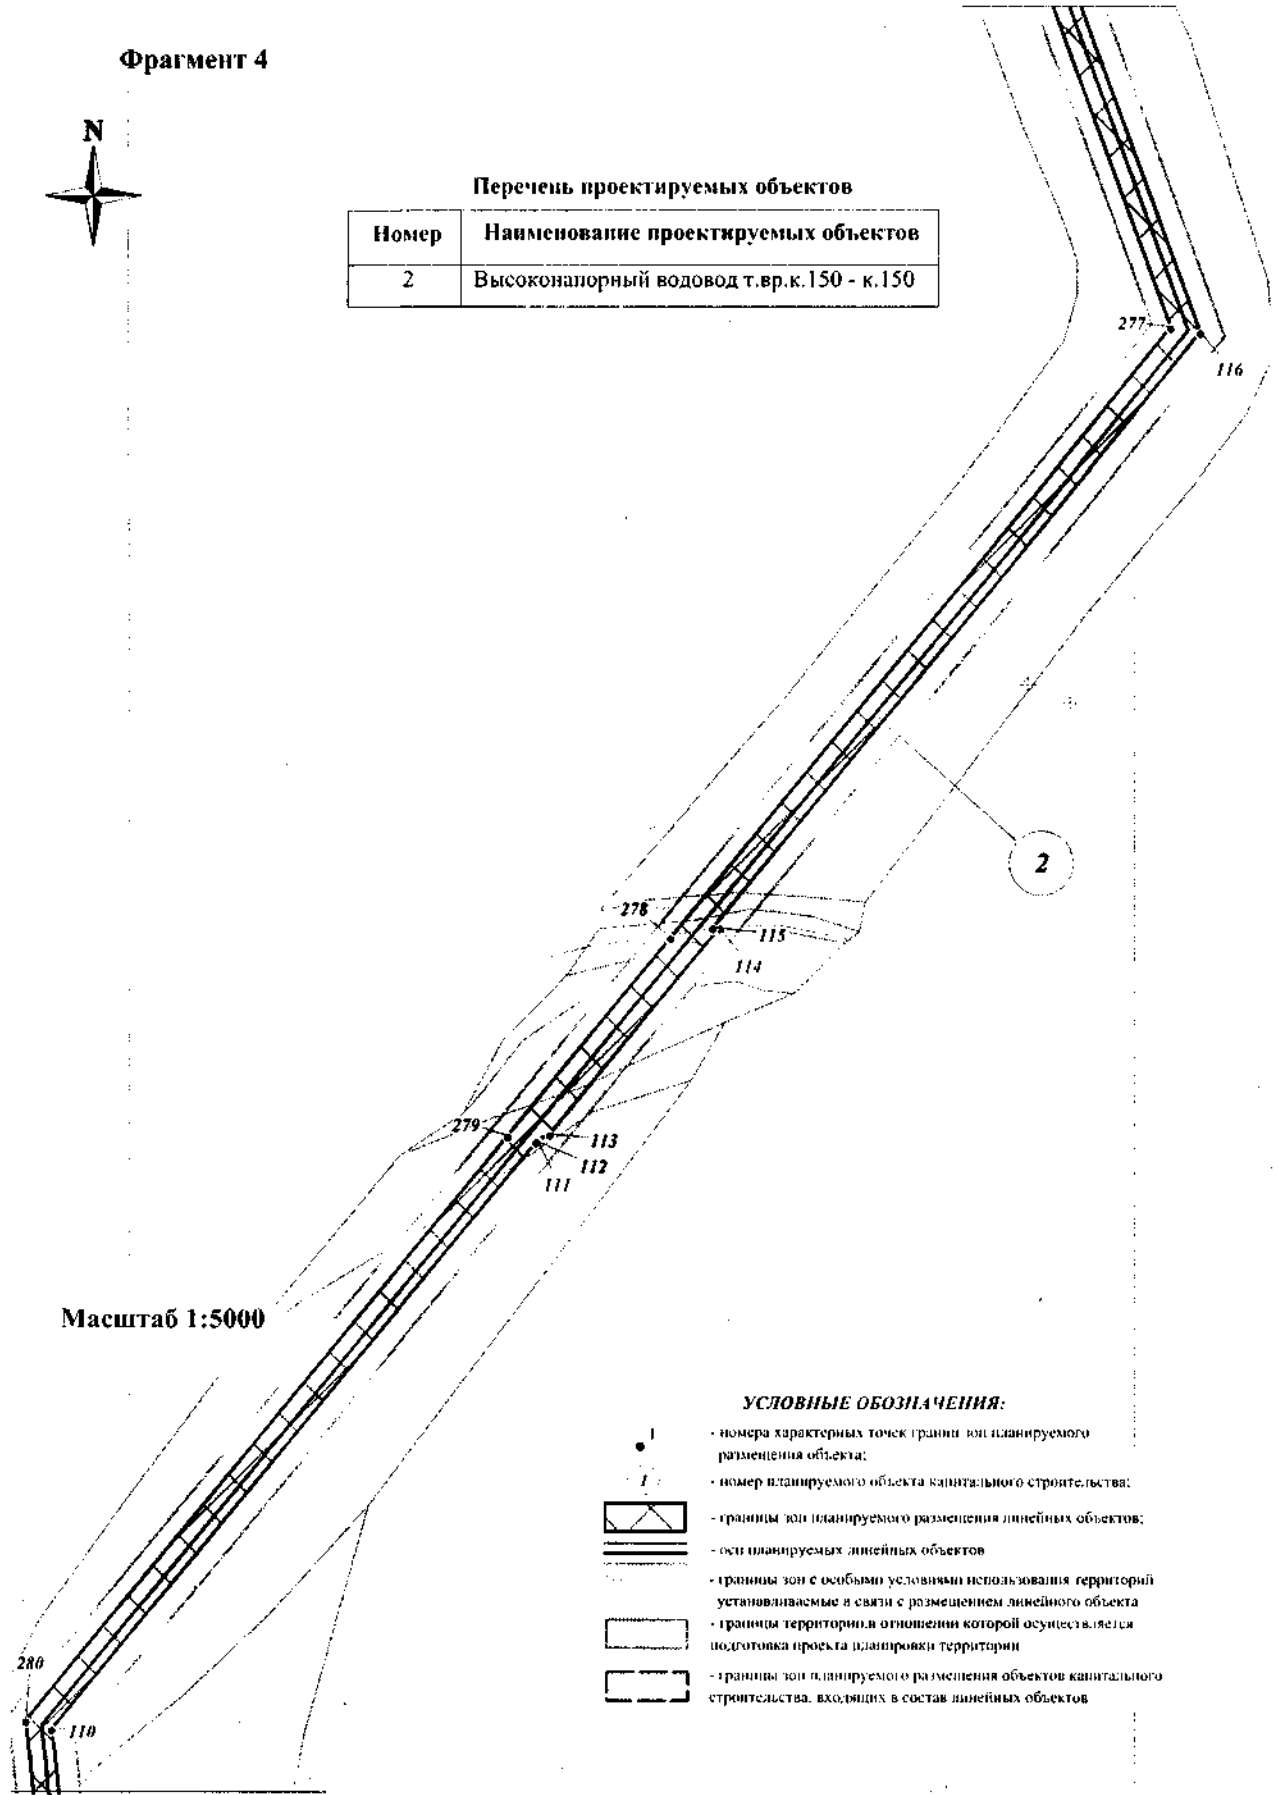 Фрагмент 4
N
Перечень проектируемых объектов
Номер Наименование проектируемых объектов
2 Высоконапорный водовод т.вр.к.150 - к.150
277
116
2
278
115
114
279
113
112
111
Масштаб 1:5000
УСЛОВНЫЕ ОБОЗНАЧЕНИЯ:
1
- номера характерных точек границ зон планируемого
размещения объекта;
1
- номер планируемого объекта капитального строительства;
- границы зон планируемого размещения линейных объектов;
- оси планируемых линейных объектов
- границы зон с особыми условиями использования территорий
устанавливаемые в связи с размещением линейного объекта
- границы территории, в отношении которой осуществляется
подготовка проекта планировки территории
- границы зон планируемого размещения объектов капитального
строительства, входящих в состав линейных объектов
280
110